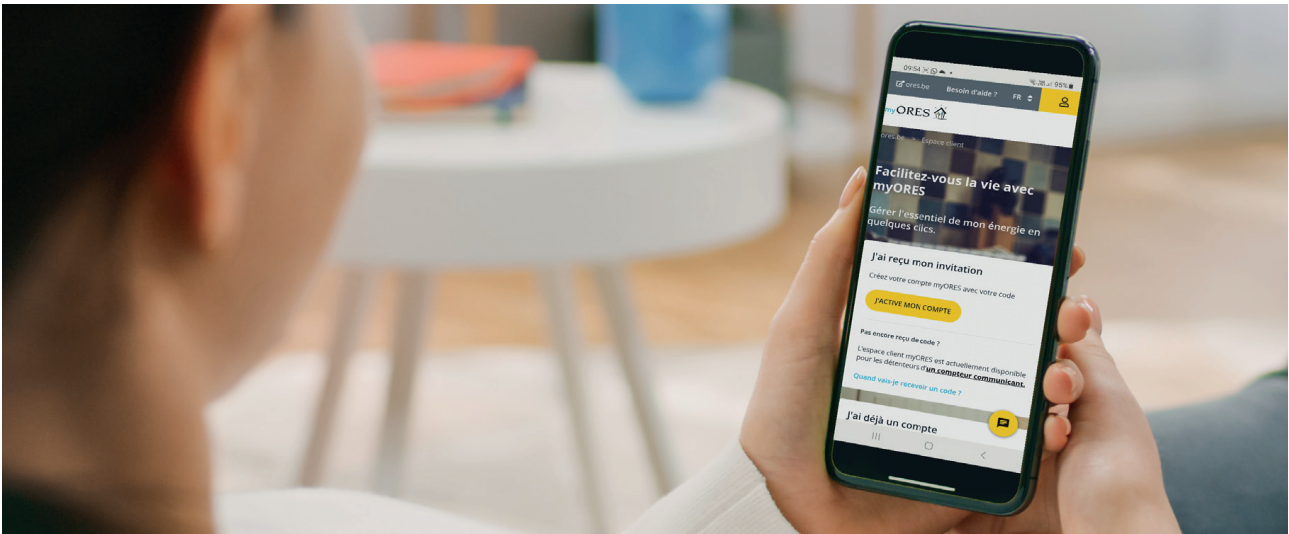 09:54
95%
ores.be Besoin d'aide ? FR
myORES
ores.be > Espace client
Facilitez-vous la vie avec
myORES
Gérer l'essentiel de mon énergie en
quelques clics.
J'ai reçu mon invitation
Créez votre compte myORES avec votre code
J'ACTIVE MON COMPTE
Pas encore reçu de code ?
L'espace client myORES est actuellement disponible
pour les détenteurs d'un compteur communicant.
Quand vais-je recevoir un code ?
J'ai déjà un compte